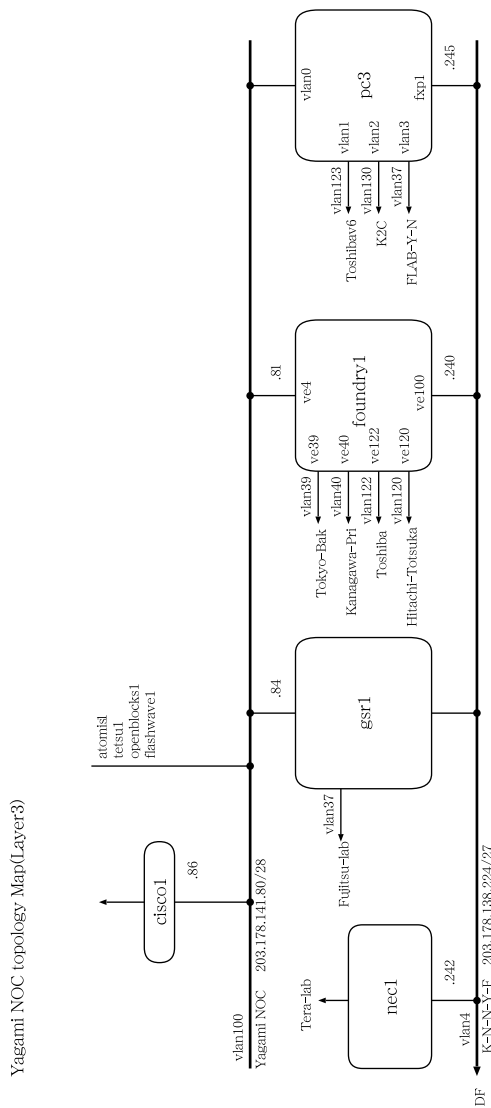 Yagami NOC topology Map(Layer3)
atomis1
tetsu1
openblocks1
flashwave1
cisco1
.86
vlan100
Yagami NOC 203.178.141.80/28
.84
.81
Tera-lab
nec1
.242
vlan37
Fujitsu-lab
gsr1
ve4
foundry1
ve39
ve40
ve122
ve120
ve100
vlan39
Tokyo-Bak
vlan40
Kanagawa-Pri
vlan122
Toshiba
vlan120
Hitachi-Totsuka
.240
vlan0
pc3
vlan1
vlan2
vlan3
fxp1
vlan123
Toshibav6
vlan130
K2C
vlan37
FLAB-Y-N
.245
vlan4
K-N-N-Y-F 203.178.138.224/27
DF